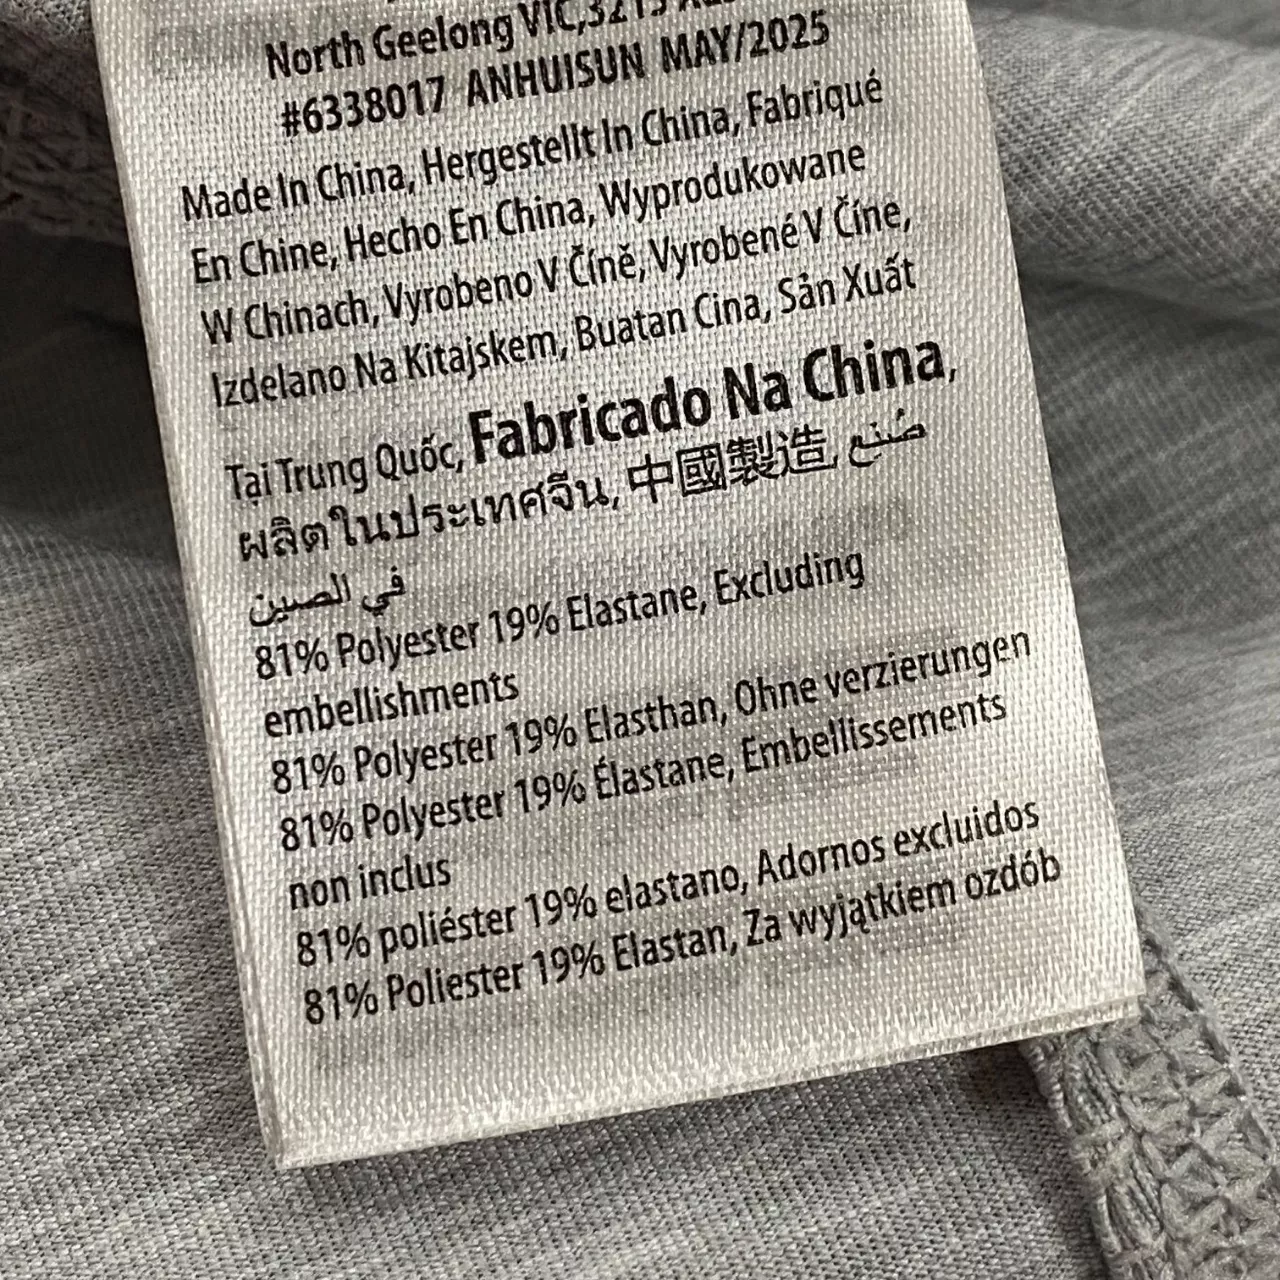 North Geelong VIC,3215
#6338017 ANHUISUN MAY/2025
Made In China, Hergestellt In China, Fabriqué
En Chine, Hecho En China, Wyprodukowane
W Chinach, Vyrobeno V Číně, Vyrobené V Číne,
Izdelano Na Kitajskem, Buatan Cina, Sản Xuất
Tại Trung Quốc, Fabricado Na China,
ผลิตในประเทศจีน, 中國製造, صُنع
في الصين
81% Polyester 19% Elastane, Excluding
embellishments
81% Polyester 19% Elasthan, Ohne verzierungen
81% Polyester 19% Élastane, Embellissements
non inclus
81% poliéster 19% elastano, Adornos excluidos
81% Poliester 19% Elastan, Za wyjątkiem ozdób